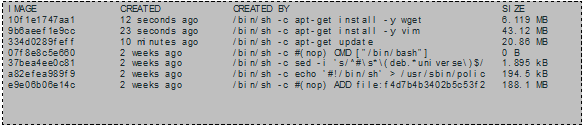 IMAGE CREATED CREATED BY SIZE
10f1e1747aa1 12 seconds ago /bin/sh -c apt-get install -y wget 6.119 MB
9b6aeef1e9cc 23 seconds ago /bin/sh -c apt-get install -y vim 43.12 MB
334d0289feff 10 minutes ago /bin/sh -c apt-get update 20.86 MB
07f8e8c5e660 2 weeks ago /bin/sh -c #(nop) CMD ["/bin/bash"] 0 B
37bea4ee0c81 2 weeks ago /bin/sh -c sed -i 's/^#\s*\(deb.*universe\)$/ 1.895 kB
a82efea989f9 2 weeks ago /bin/sh -c echo '#!/bin/sh' > /usr/sbin/polic 194.5 kB
e9e06b06e14c 2 weeks ago /bin/sh -c #(nop) ADD file:f4d7b4b3402b5c53f2 188.1 MB